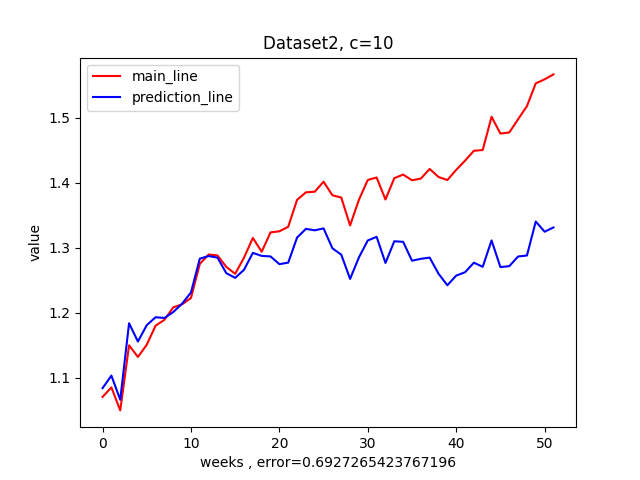 Dataset2, c=10
main_line
prediction_line
value
1.5
1.4
1.3
1.2
1.1
0 10 20 30 40 50
weeks , error=0.6927265423767196